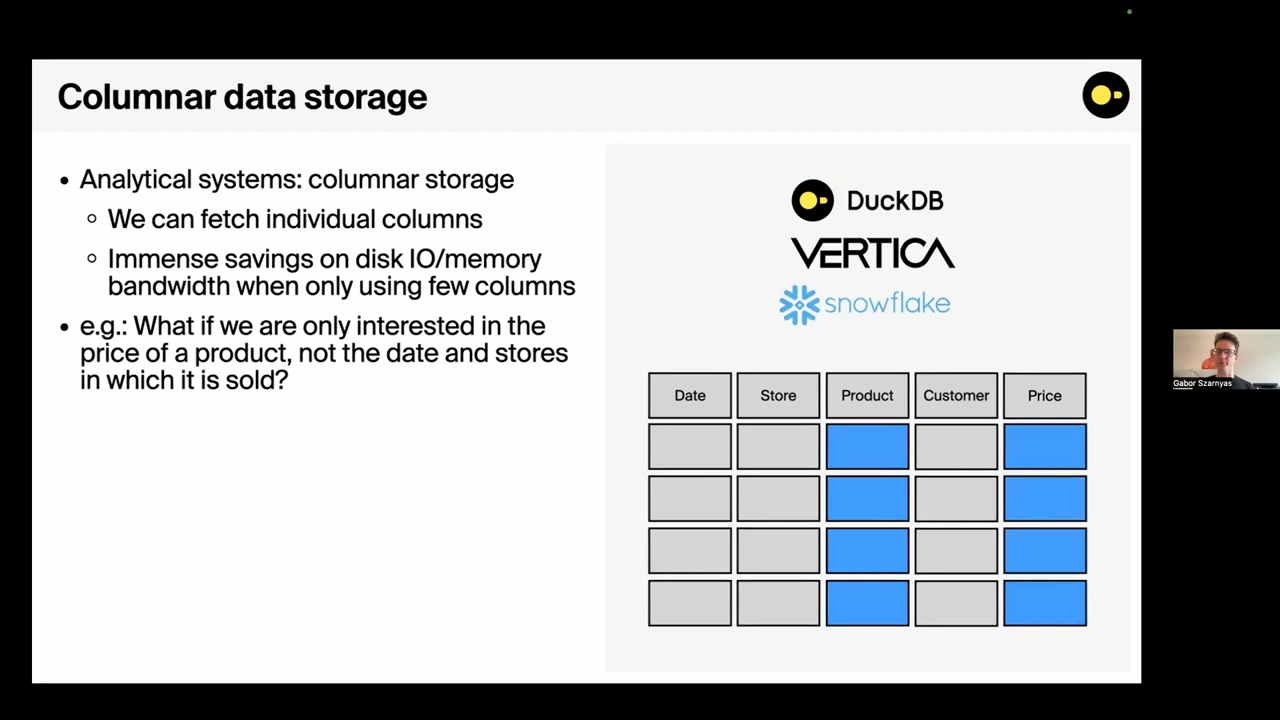 Columnar data storage
• Analytical systems: columnar storage
○ We can fetch individual columns
○ Immense savings on disk IO/memory
bandwidth when only using few columns
• e.g.: What if we are only interested in the
price of a product, not the date and stores
in which it is sold?
DuckDB
VERTICA
snowflake
Date Store Product Customer Price
Gabor Szarnyas